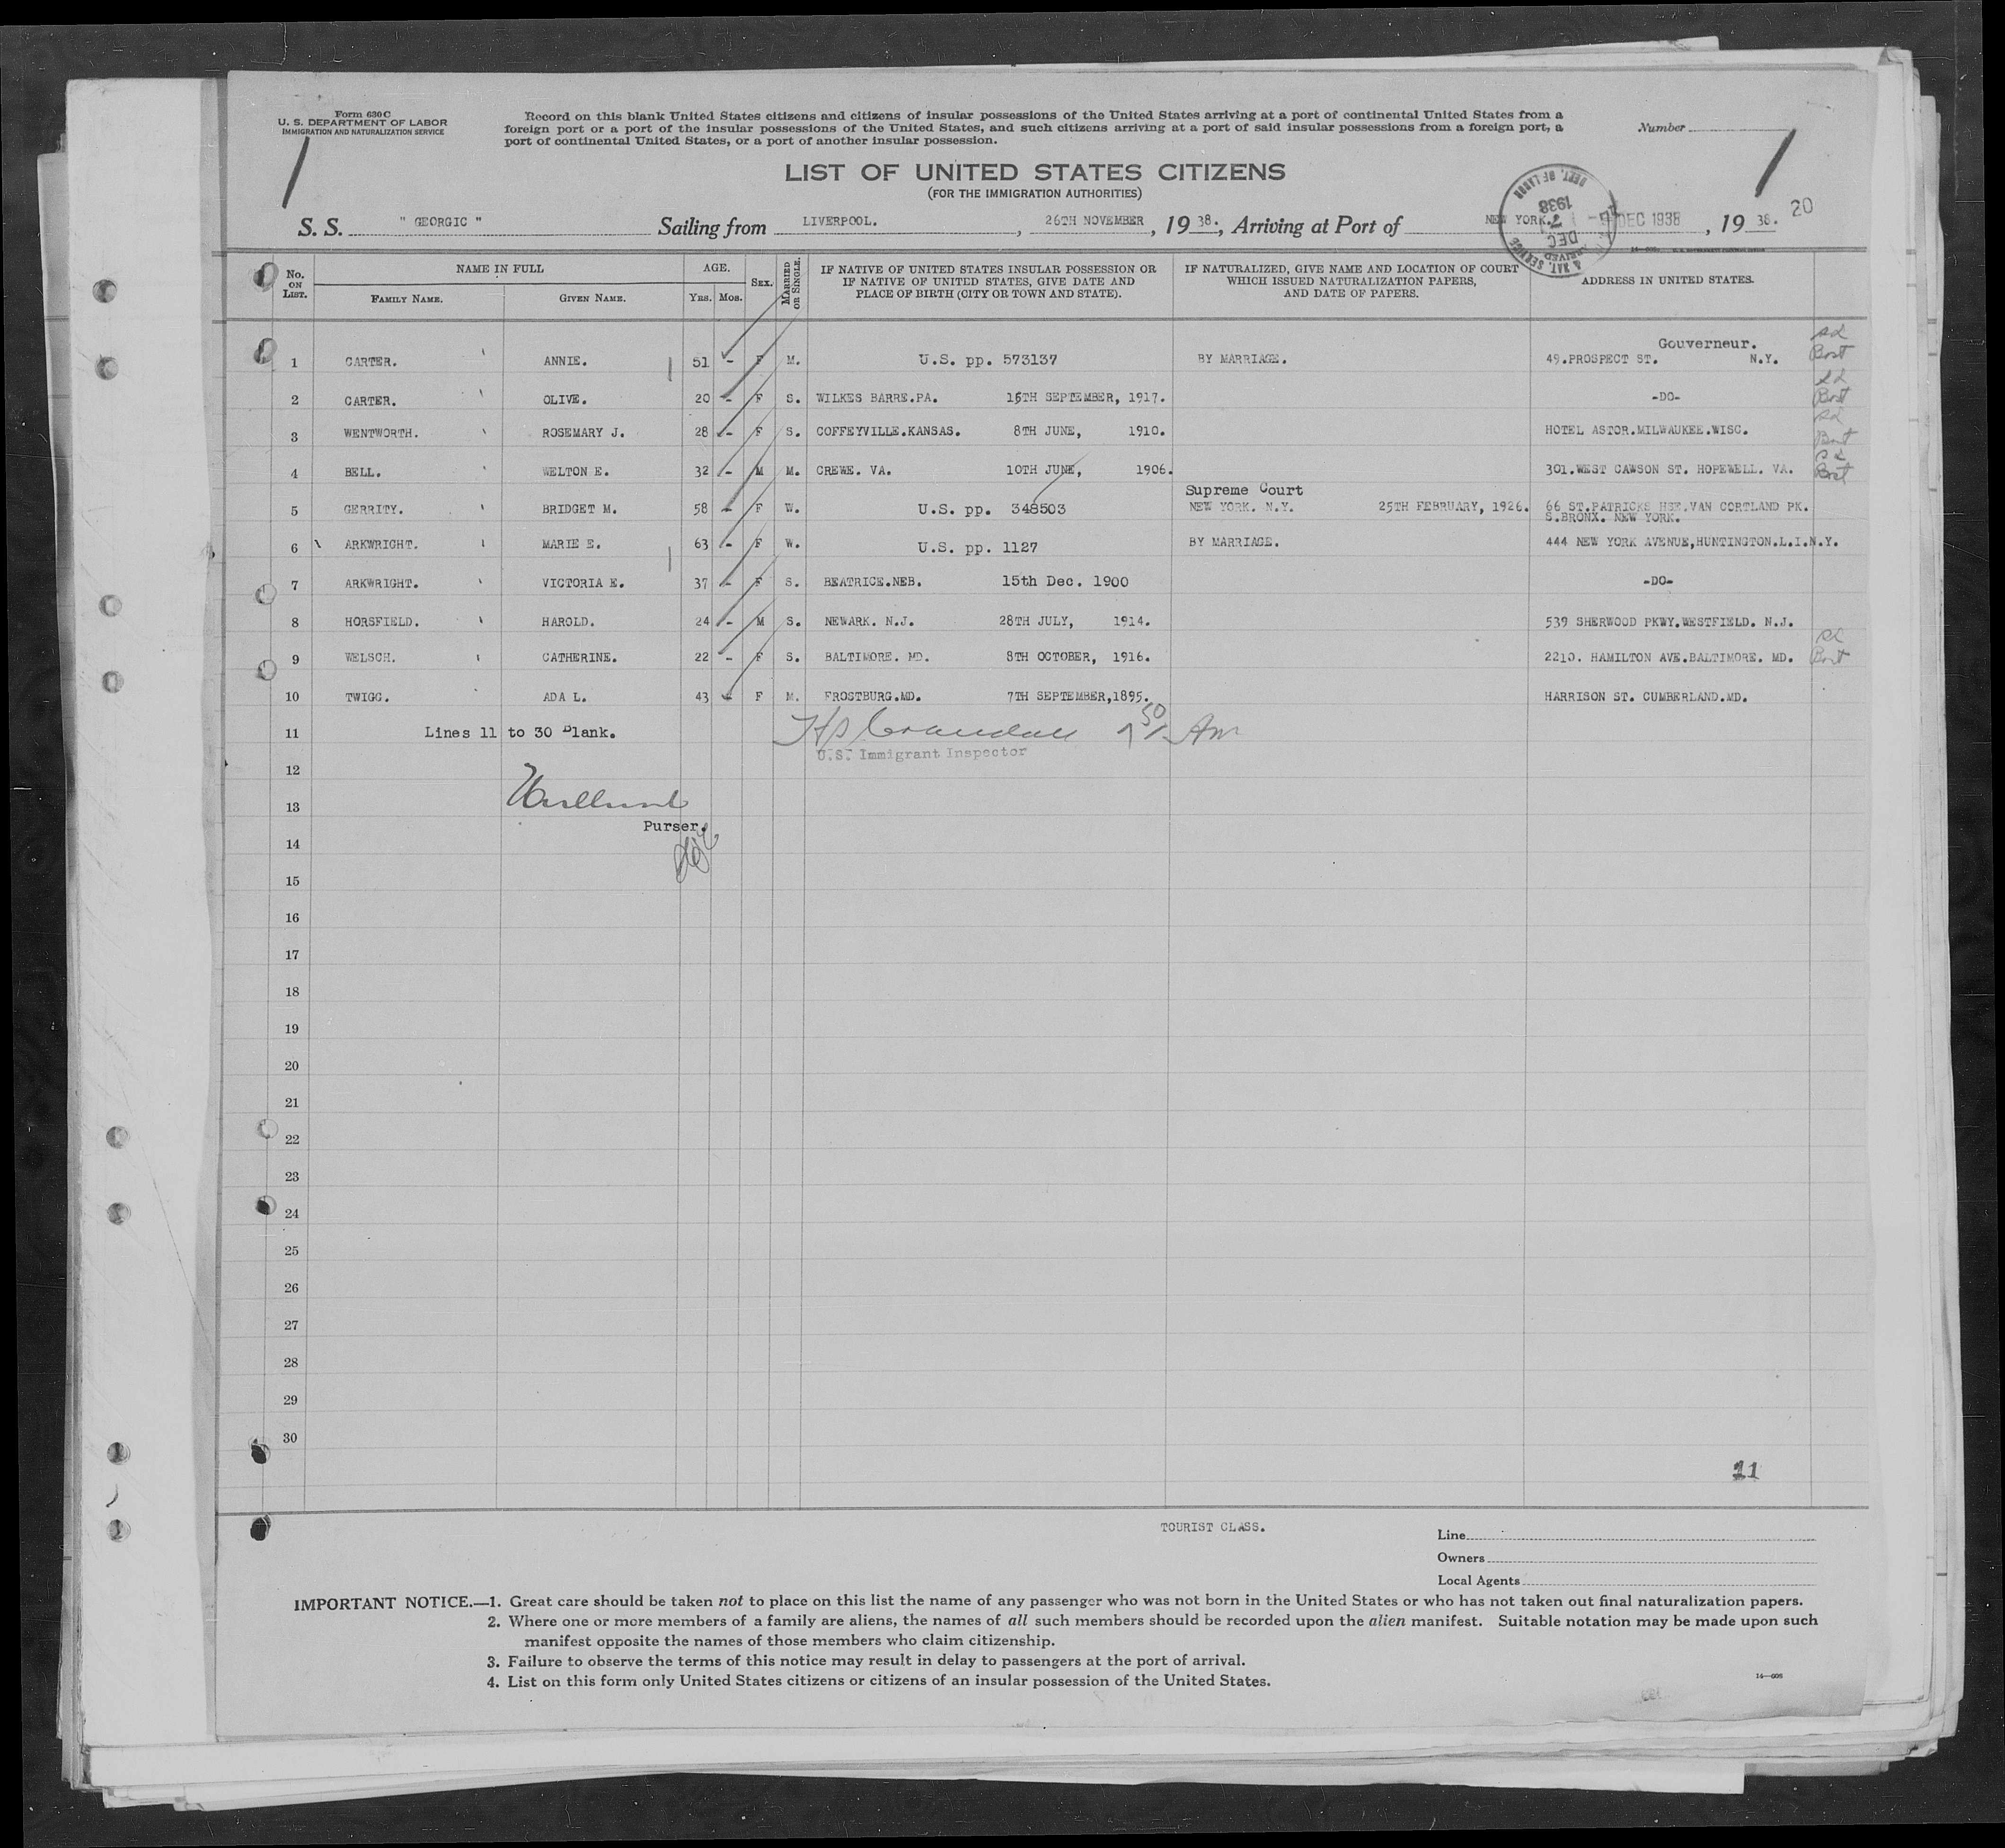 Form 630 C
U. S. DEPARTMENT OF LABOR
IMMIGRATION AND NATURALIZATION SERVICE
Record on this blank United States citizens and citizens of insular possessions of the United States arriving at a port of continental United States from a
foreign port or a port of the insular possessions of the United States, and such citizens arriving at a port of said insular possessions from a foreign port, a
port of continental United States, or a port of another insular possession.
Number
LIST OF UNITED STATES CITIZENS
(FOR THE IMMIGRATION AUTHORITIES)
S. S. " GEORGIC " Sailing from LIVERPOOL. , 26TH NOVEMBER , 19 38. , Arriving at Port of NEW YORK. DEC 1938 , 19 38. 20
DEPT. OF LABOR
DEC 1938
No. ON LIST.
NAME IN FULL
FAMILY NAME. GIVEN NAME.
AGE.
YRS. MOS.
SEX.
MARRIED OR SINGLE.
IF NATIVE OF UNITED STATES INSULAR POSSESSION OR
IF NATIVE OF UNITED STATES, GIVE DATE AND
PLACE OF BIRTH (CITY OR TOWN AND STATE).
IF NATURALIZED, GIVE NAME AND LOCATION OF COURT
WHICH ISSUED NATURALIZATION PAPERS,
AND DATE OF PAPERS.
ADDRESS IN UNITED STATES.
Gouverneur.
1 CARTER. ANNIE. 51 - F M. U.S. pp. 573137 BY MARRIAGE. 49.PROSPECT ST. N.Y. Bost
2 CARTER. OLIVE. 20 - F S. WILKES BARRE.PA. 16TH SEPTEMBER, 1917. -DO- Bost
3 WENTWORTH. ROSEMARY J. 28 - F S. COFFEYVILLE.KANSAS. 8TH JUNE, 1910. HOTEL ASTOR.MILWAUKEE.WISC. Bost
4 BELL. WELTON E. 32 - M M. CREWE. VA. 10TH JUNE, 1906. 301.WEST CAWSON ST. HOPEWELL. VA. Bost
Supreme Court
5 GERRITY. BRIDGET M. 58 - F W. U.S. pp. 348503 NEW YORK. N.Y. 25TH FEBRUARY, 1926. 66 ST.PATRICKS HSE.VAN CORTLAND PK.
S.BRONX. NEW YORK.
6 ARKWRIGHT. MARIE E. 63 - F W. U.S. pp. 1127 BY MARRIAGE. 444 NEW YORK AVENUE,HUNTINGTON.L.I.N.Y.
7 ARKWRIGHT. VICTORIA E. 37 - F S. BEATRICE.NEB. 15th Dec. 1900 -DO-
8 HORSFIELD. HAROLD. 24 - M S. NEWARK. N.J. 28TH JULY, 1914. 539 SHERWOOD PKWY.WESTFIELD. N.J.
9 WELSCH. CATHERINE. 22 - F S. BALTIMORE. MD. 8TH OCTOBER, 1916. 2210. HAMILTON AVE.BALTIMORE. MD. Bost
10 TWIGG. ADA L. 43 - F M. FROSTBURG.MD. 7TH SEPTEMBER,1895. HARRISON ST. CUMBERLAND.MD.
11 Lines 11 to 30 Blank.
U.S. Immigrant Inspector
12
13
Purser.
14
15
16
17
18
19
20
21
22
23
24
25
26
27
28
29
30
11
TOURIST CLASS.
Line
Owners
Local Agents
IMPORTANT NOTICE.—1. Great care should be taken not to place on this list the name of any passenger who was not born in the United States or who has not taken out final naturalization papers.
2. Where one or more members of a family are aliens, the names of all such members should be recorded upon the alien manifest. Suitable notation may be made upon such
manifest opposite the names of those members who claim citizenship.
3. Failure to observe the terms of this notice may result in delay to passengers at the port of arrival.
4. List on this form only United States citizens or citizens of an insular possession of the United States.